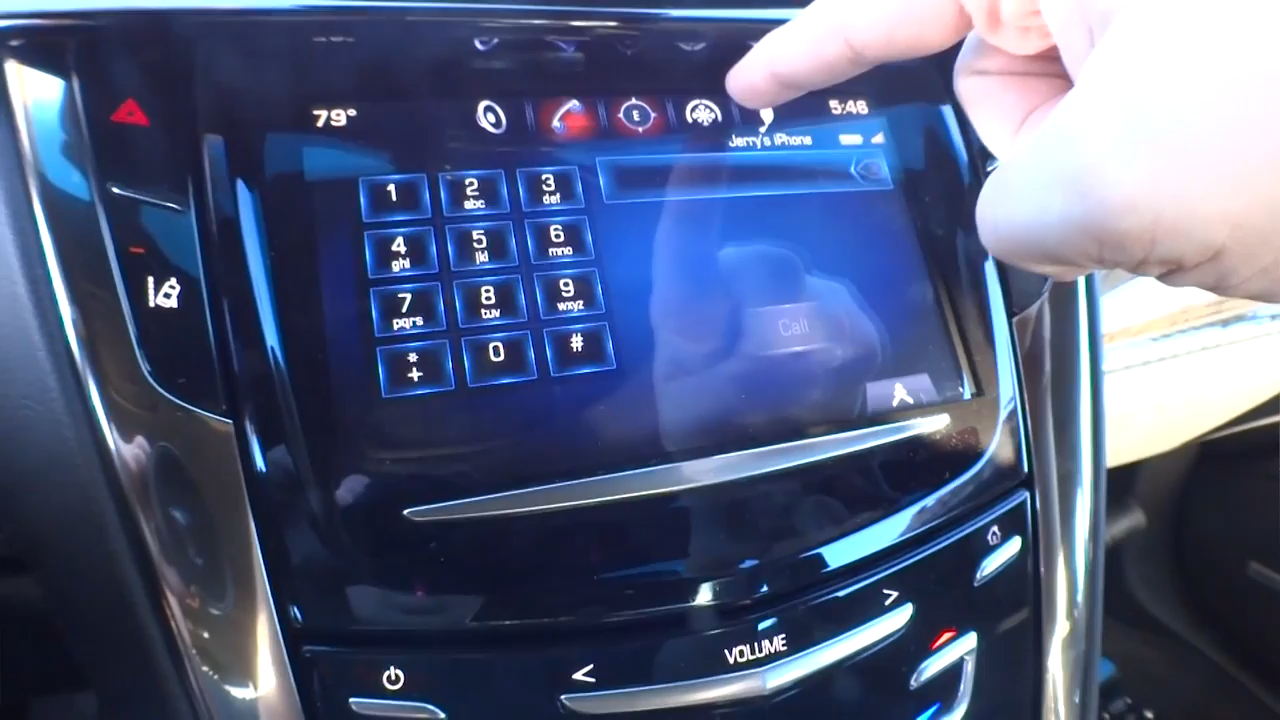 79°
E
5:46
Jerry's iPhone
1
2
abc
3
def
4
ghi
5
jkl
6
mno
7
pqrs
8
tuv
9
wxyz
*
+
0
#
Call
< VOLUME >